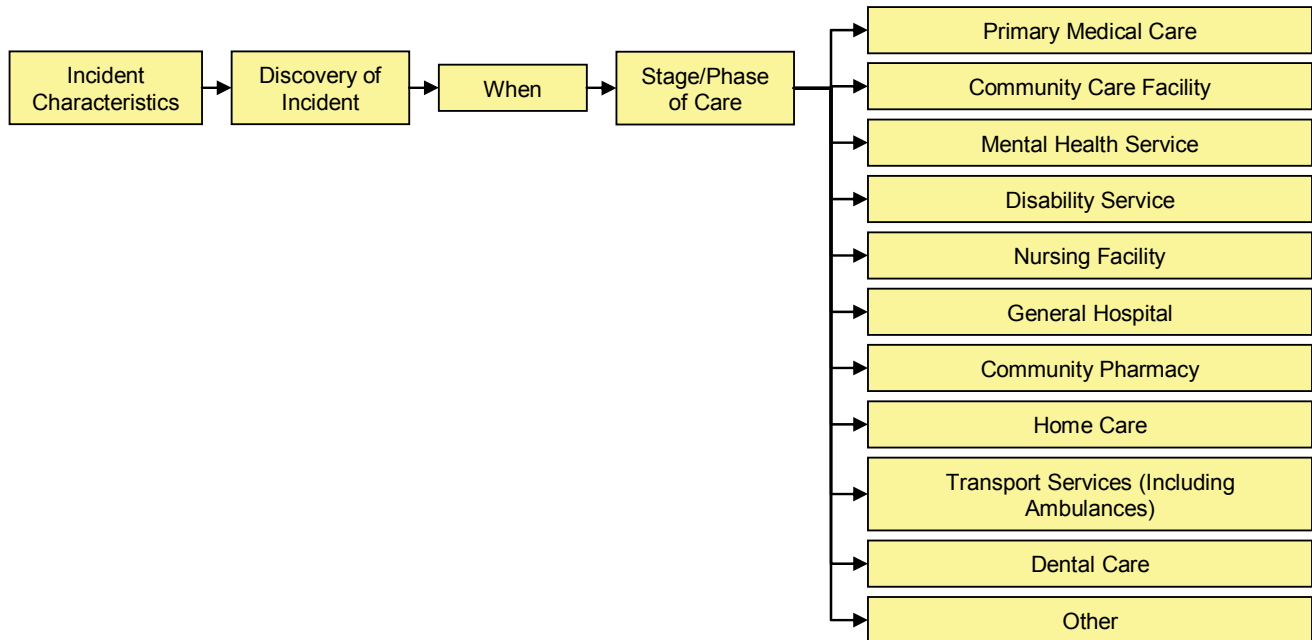 Incident
Characteristics
Discovery of
Incident
When
Stage/Phase
of Care
Primary Medical Care
Community Care Facility
Mental Health Service
Disability Service
Nursing Facility
General Hospital
Community Pharmacy
Home Care
Transport Services (Including
Ambulances)
Dental Care
Other